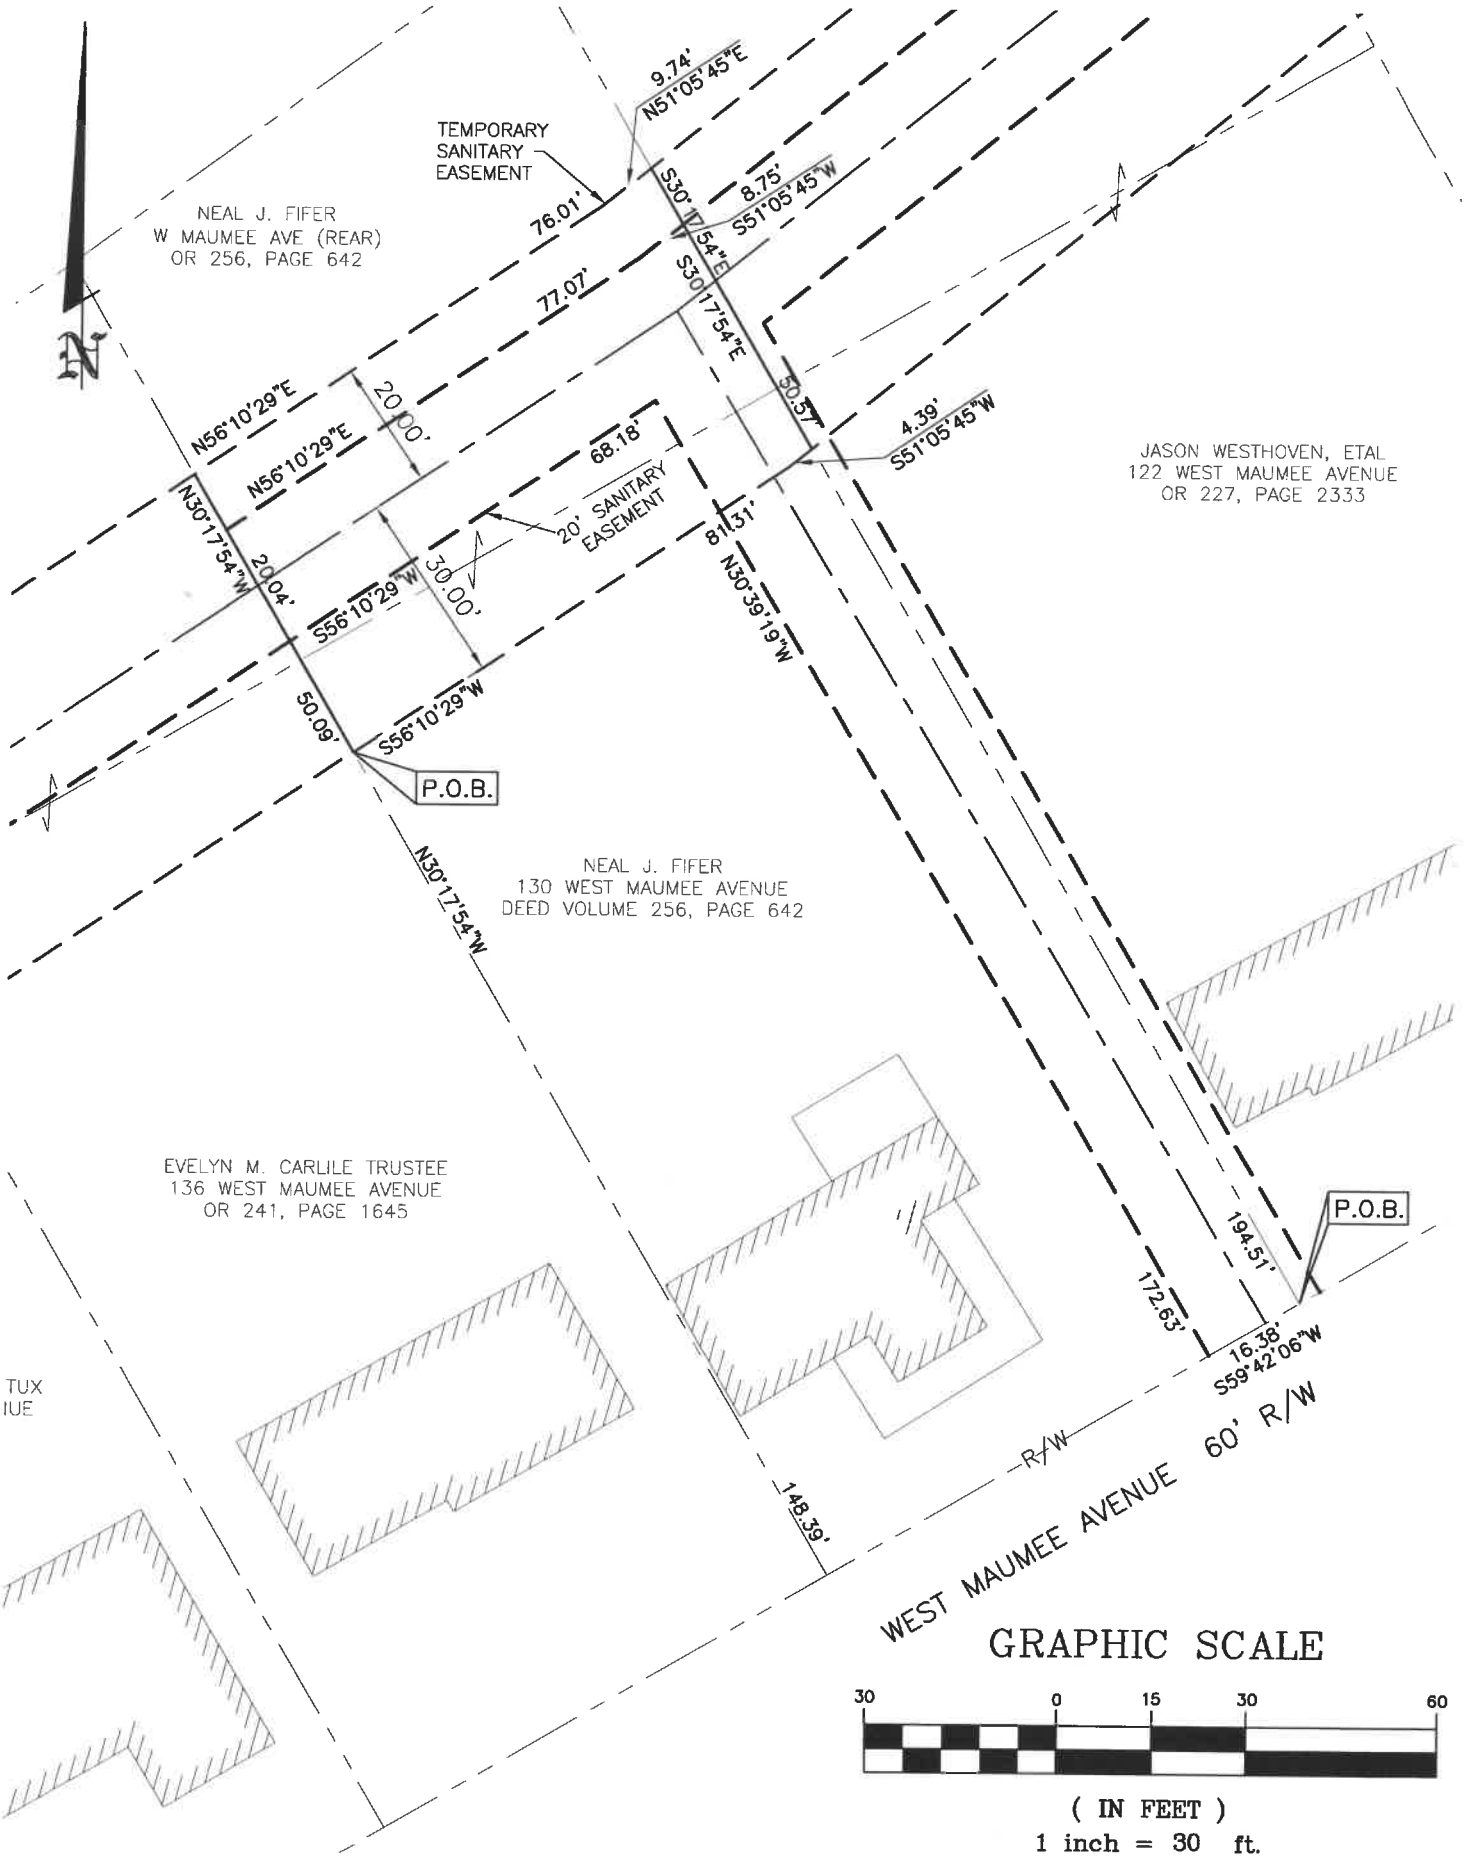 9.74'
N51°05'45"E
TEMPORARY
SANITARY
EASEMENT
76.01'
S30°17'54"E
8.75'
S51°05'45"W
NEAL J. FIFER
W MAUMEE AVE (REAR)
OR 256, PAGE 642
77.07'
S30°17'54"E
N
N56°10'29"E
20.00'
N56°10'29"E
50.57'
4.39'
S51°05'45"W
68.18'
JASON WESTHOVEN, ETAL
122 WEST MAUMEE AVENUE
OR 227, PAGE 2333
20' SANITARY
EASEMENT
N30°17'54"W
20.04'
81.31'
S56°10'29"W
30.00'
N30°39'19"W
50.09'
S56°10'29"W
P.O.B.
N30°17'54"W
NEAL J. FIFER
130 WEST MAUMEE AVENUE
DEED VOLUME 256, PAGE 642
EVELYN M. CARLILE TRUSTEE
136 WEST MAUMEE AVENUE
OR 241, PAGE 1645
P.O.B.
194.51'
172.63'
16.38'
S59°42'06"W
TUX
IUE
R/W
148.39'
WEST MAUMEE AVENUE 60' R/W
GRAPHIC SCALE
30 0 15 30 60
( IN FEET )
1 inch = 30 ft.